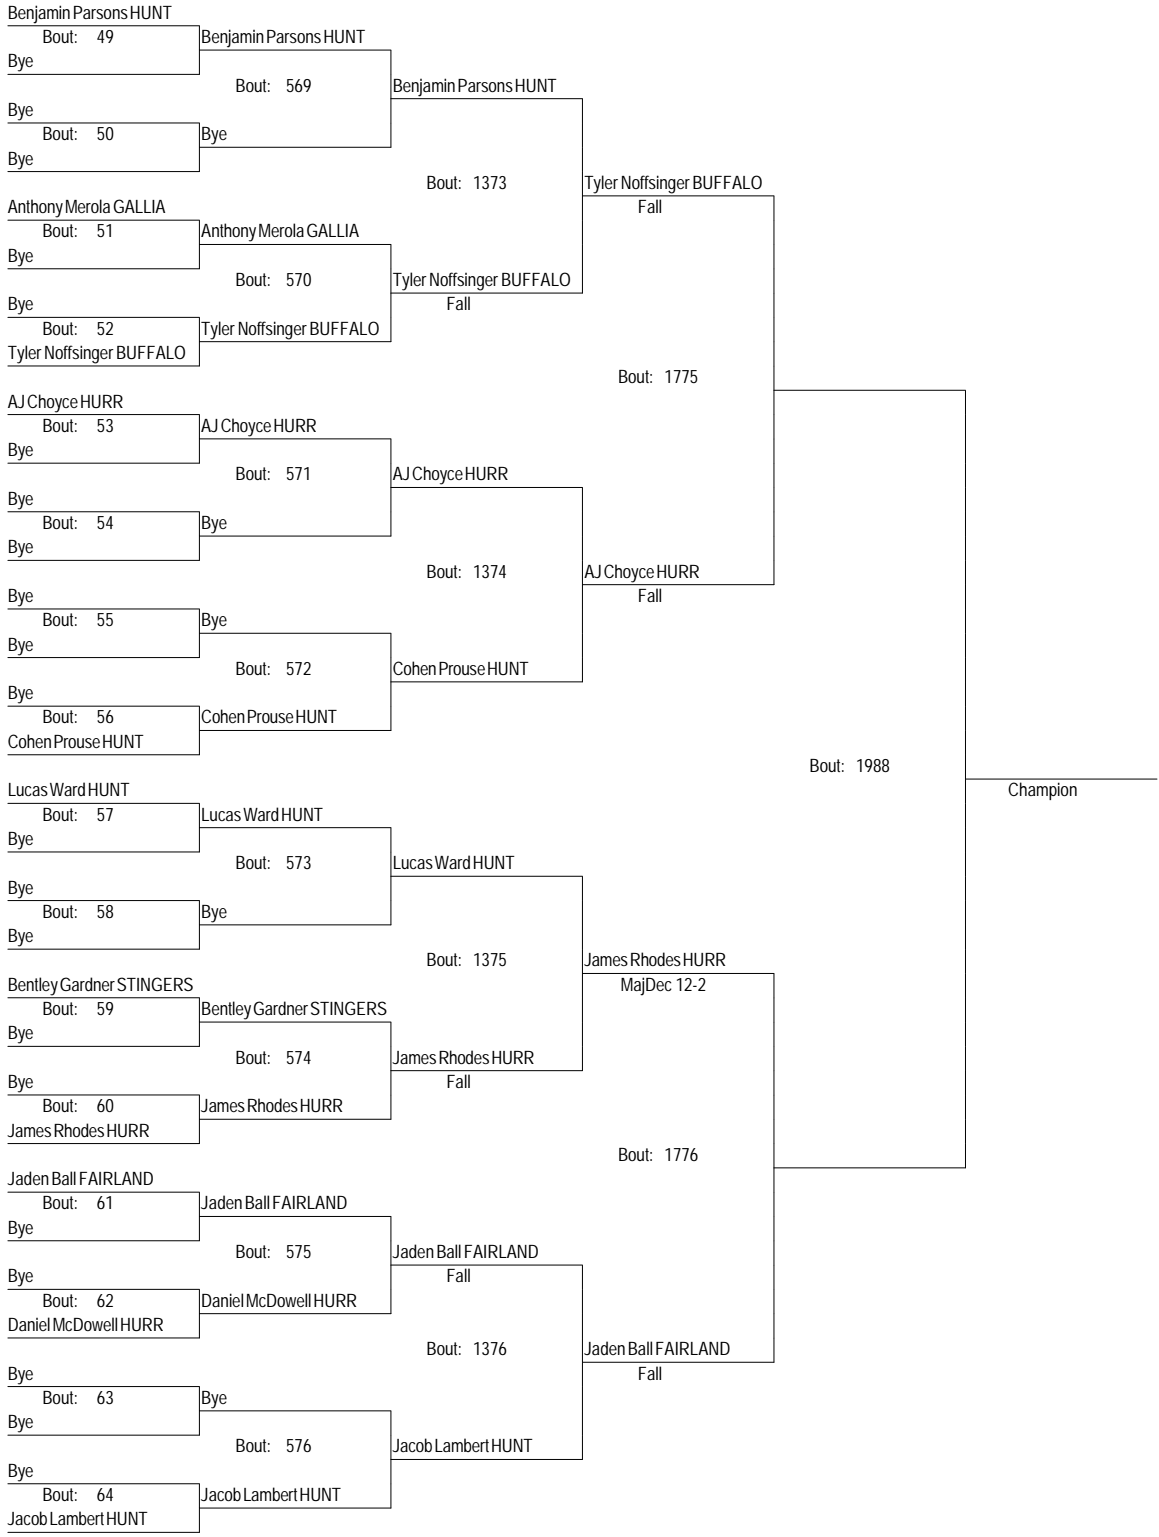 Benjamin Parsons HUNT
Bout: 49 Benjamin Parsons HUNT
Bye
Bout: 569 Benjamin Parsons HUNT
Bye
Bout: 50 Bye
Bye
Bout: 1373 Tyler Noffsinger BUFFALO
Anthony Merola GALLIA Fall
Bout: 51 Anthony Merola GALLIA
Bye
Bout: 570 Tyler Noffsinger BUFFALO
Bye Fall
Bout: 52 Tyler Noffsinger BUFFALO
Tyler Noffsinger BUFFALO
Bout: 1775
AJ Choyce HURR
Bout: 53 AJ Choyce HURR
Bye
Bout: 571 AJ Choyce HURR
Bye
Bout: 54 Bye
Bye
Bout: 1374 AJ Choyce HURR
Bye Fall
Bout: 55 Bye
Bye
Bout: 572 Cohen Prouse HUNT
Bye
Bout: 56 Cohen Prouse HUNT
Cohen Prouse HUNT
Bout: 1988
Lucas Ward HUNT Champion
Bout: 57 Lucas Ward HUNT
Bye
Bout: 573 Lucas Ward HUNT
Bye
Bout: 58 Bye
Bye
Bout: 1375 James Rhodes HURR
Bentley Gardner STINGERS MajDec 12-2
Bout: 59 Bentley Gardner STINGERS
Bye
Bout: 574 James Rhodes HURR
Bye Fall
Bout: 60 James Rhodes HURR
James Rhodes HURR
Bout: 1776
Jaden Ball FAIRLAND
Bout: 61 Jaden Ball FAIRLAND
Bye
Bout: 575 Jaden Ball FAIRLAND
Bye Fall
Bout: 62 Daniel McDowell HURR
Daniel McDowell HURR
Bout: 1376 Jaden Ball FAIRLAND
Bye Fall
Bout: 63 Bye
Bye
Bout: 576 Jacob Lambert HUNT
Bye
Bout: 64 Jacob Lambert HUNT
Jacob Lambert HUNT